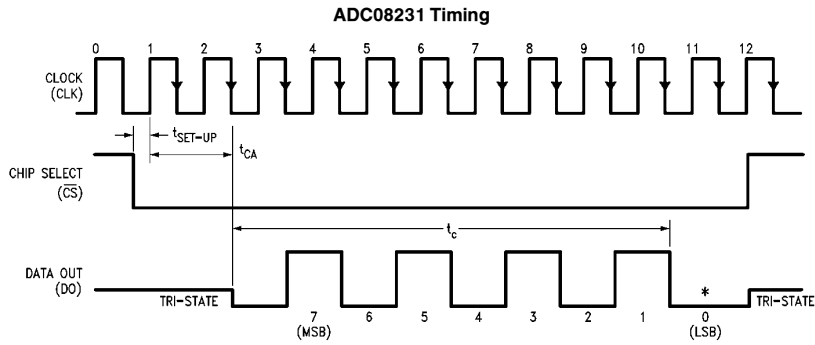 ADC08231 Timing
0 1 2 3 4 5 6 7 8 9 10 11 12
CLOCK
(CLK)
tSET-UP
tCA
CHIP SELECT
(C̅S̅)
tc
DATA OUT
(DO)
TRI-STATE
*
TRI-STATE
7 6 5 4 3 2 1 0
(MSB) (LSB)